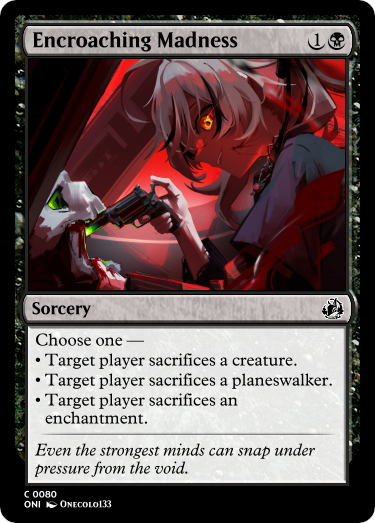 Encroaching Madness 1
Sorcery
Choose one —
• Target player sacrifices a creature.
• Target player sacrifices a planeswalker.
• Target player sacrifices an
enchantment.
Even the strongest minds can snap under
pressure from the void.
C 0080
ONI Onecolo133